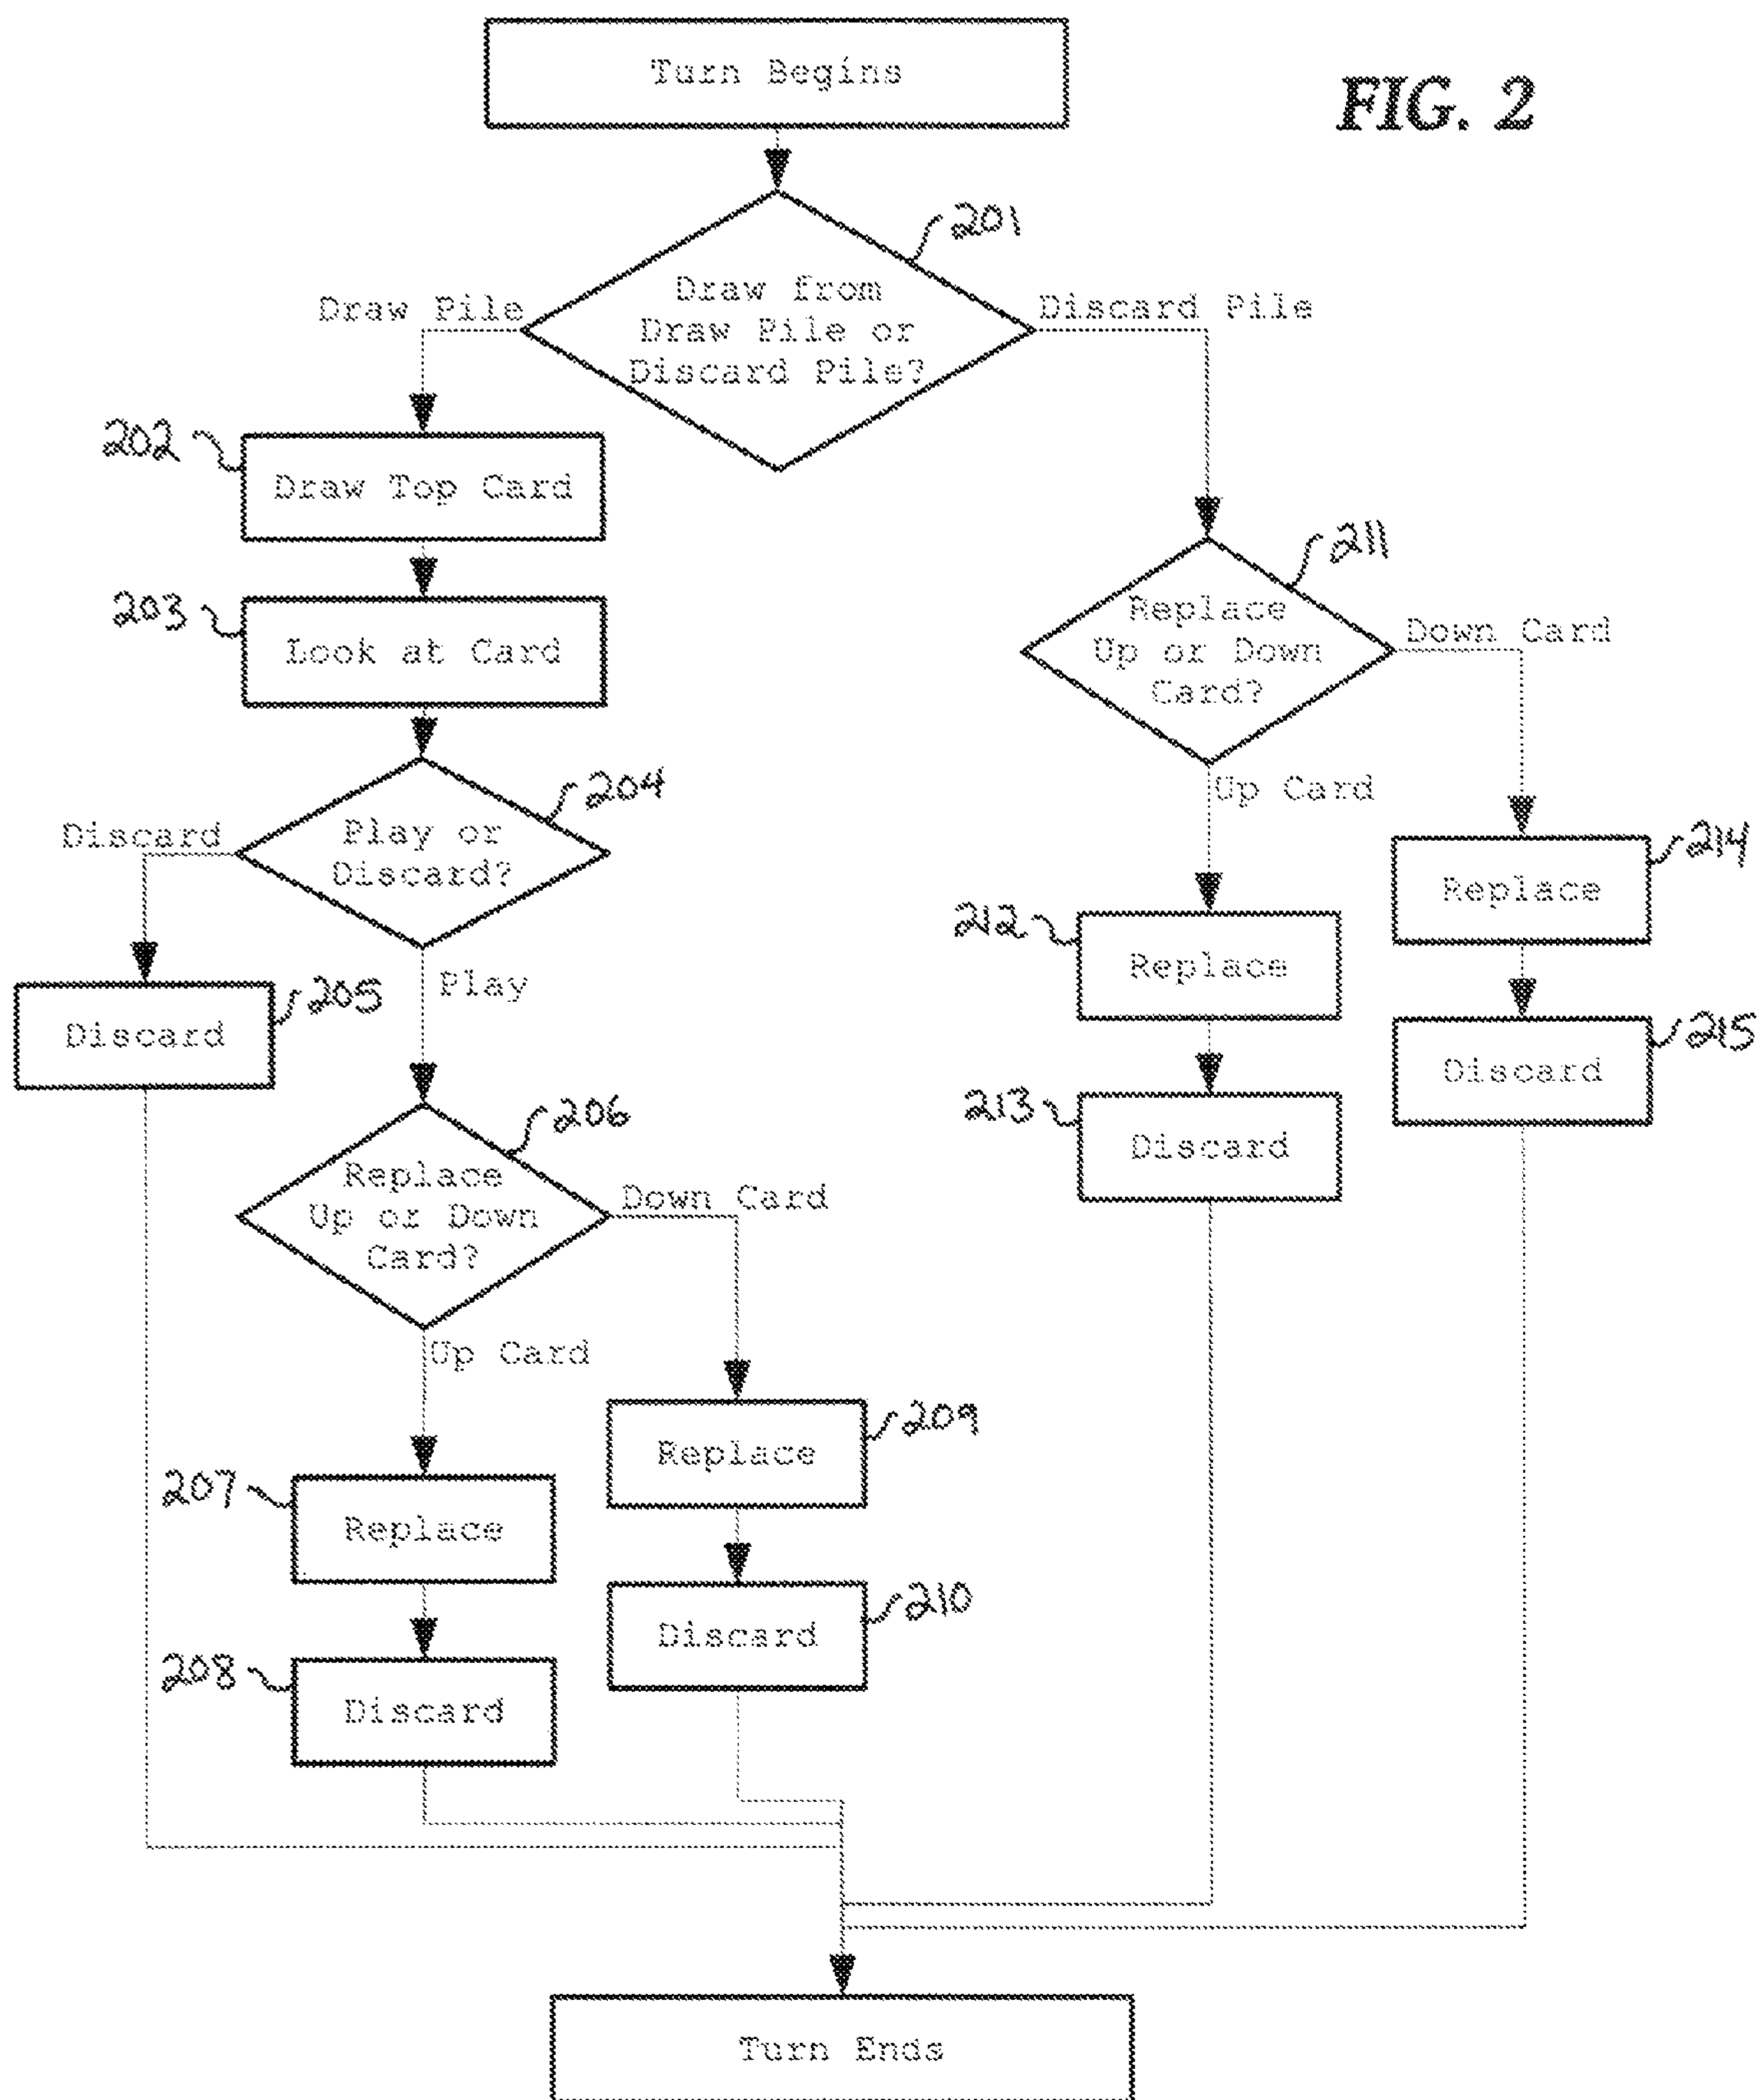 Turn Begins
FIG. 2
201
Draw from
Draw Pile or
Discard Pile?
Draw Pile
Discard Pile
202
Draw Top Card
203
Look at Card
204
Play or
Discard?
Discard
Play
205
Discard
206
Replace
Up or Down
Card?
Down Card
Up Card
207
Replace
208
Discard
209
Replace
210
Discard
211
Replace
Up or Down
Card?
Down Card
Up Card
212
Replace
213
Discard
214
Replace
215
Discard
Turn Ends